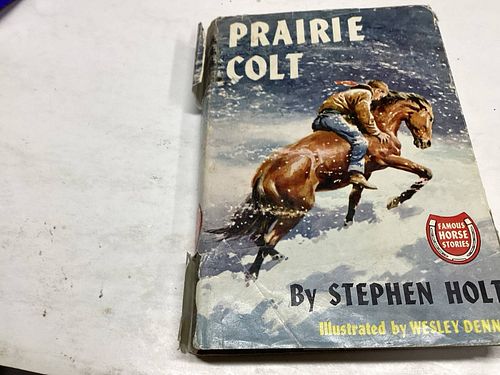 PRAIRIE
COLT
FAMOUS
HORSE
STORIES
By STEPHEN HOLT
Illustrated by WESLEY DENN